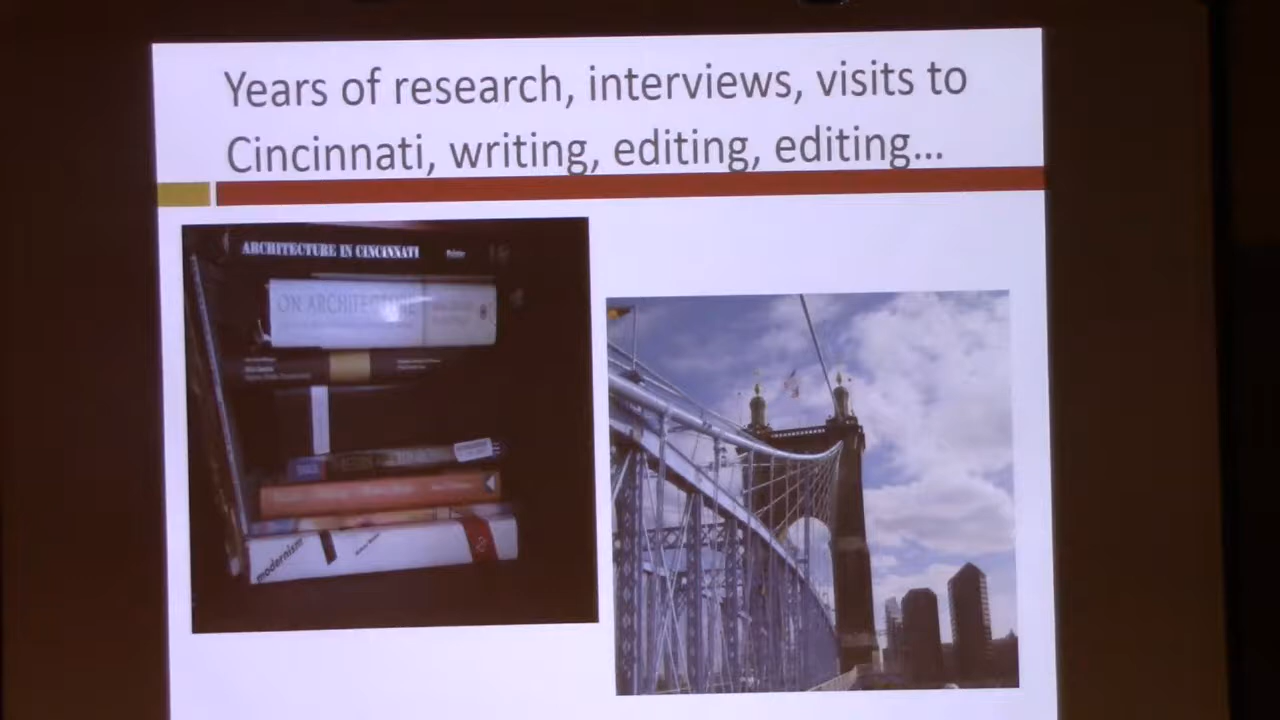 Years of research, interviews, visits to
Cincinnati, writing, editing, editing...
ARCHITECTURE IN CINCINNATI
ON ARCHITECTURE
modernism